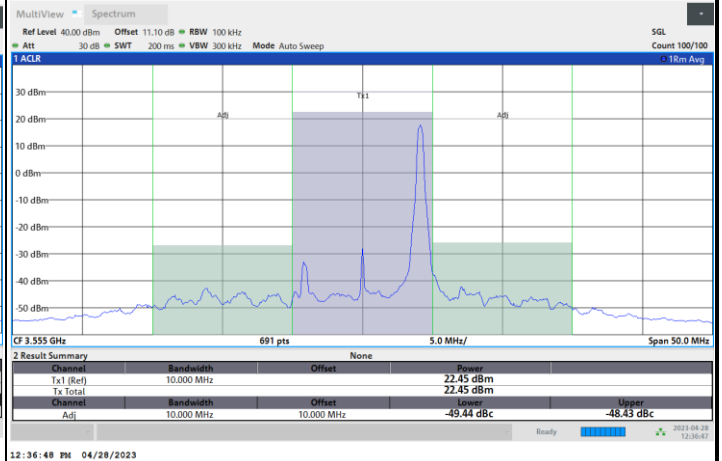 MultiView Spectrum
Ref Level 40.00 dBm Offset 11.10 dB RBW 100 kHz SGL
Att 30 dB SWT 200 ms VBW 300 kHz Mode Auto Sweep Count 100/100
1 ACLR 1Rm Avg
30 dBm
Tx1
20 dBm
Adj Adj
10 dBm
0 dBm
-10 dBm
-20 dBm
-30 dBm
-40 dBm
-50 dBm
CF 3.555 GHz 691 pts 5.0 MHz/ Span 50.0 MHz
2 Result Summary None
Channel Bandwidth Offset Power
Tx1 (Ref) 10.000 MHz 22.45 dBm
Tx Total 22.45 dBm
Channel Bandwidth Offset Lower Upper
Adj 10.000 MHz 10.000 MHz -49.44 dBc -48.43 dBc
Ready 2023-04-28
12:36:47
12:36:48 PM 04/28/2023